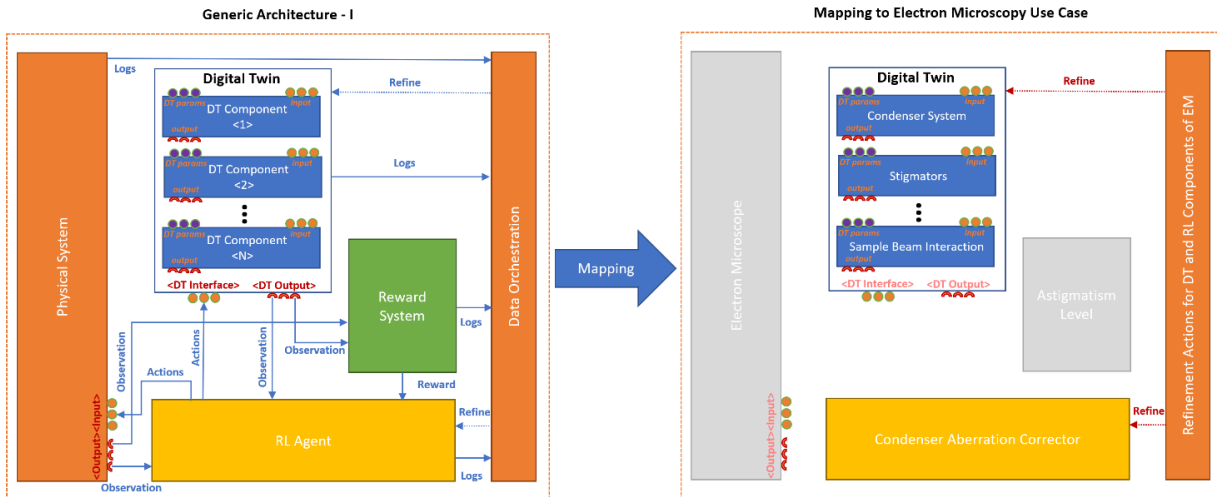 Generic Architecture - I
Physical System
Logs
Digital Twin
Refine
DT params
input
DT Component
<1>
output
DT params
Input
DT Component
<2>
output
Logs
DT params
input
DT Component
<N>
output
<DT Interface>
<DT Output>
Reward
System
Logs
Observation
Actions
Observation
Observation
Actions
Reward
<Output><Input>
RL Agent
Refine
Logs
Observation
Data Orchestration
Mapping
Mapping to Electron Microscopy Use Case
Electron Microscope
Digital Twin
Refine
DT params
input
Condenser System
output
DT params
Input
Stigmators
output
DT params
input
Sample Beam Interaction
output
<DT Interface>
<DT Output>
Astigmatism
Level
<Output><Input>
Condenser Aberration Corrector
Refine
Refinement Actions for DT and RL Components of EM